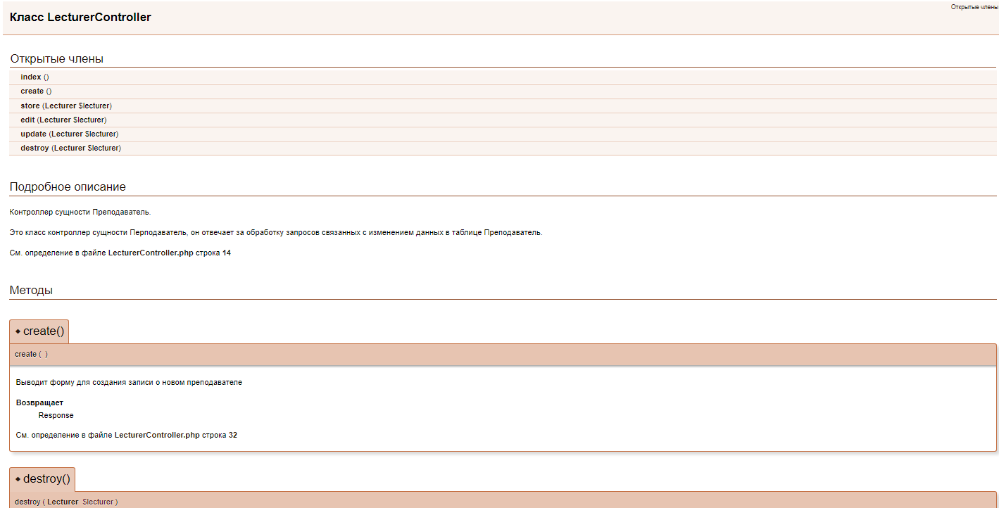 Открытые члены
Класс LecturerController
Открытые члены
index ()
create ()
store (Lecturer $lecturer)
edit (Lecturer $lecturer)
update (Lecturer $lecturer)
destroy (Lecturer $lecturer)
Подробное описание
Контроллер сущности Преподаватель.
Это класс контроллер сущности Перподаватель, он отвечает за обработку запросов связанных с изменением данных в таблице Преподаватель.
См. определение в файле LecturerController.php строка 14
Методы
◆ create()
create ( )
Выводит форму для создания записи о новом преподавателе
Возвращает
Response
См. определение в файле LecturerController.php строка 32
◆ destroy()
destroy ( Lecturer $lecturer )